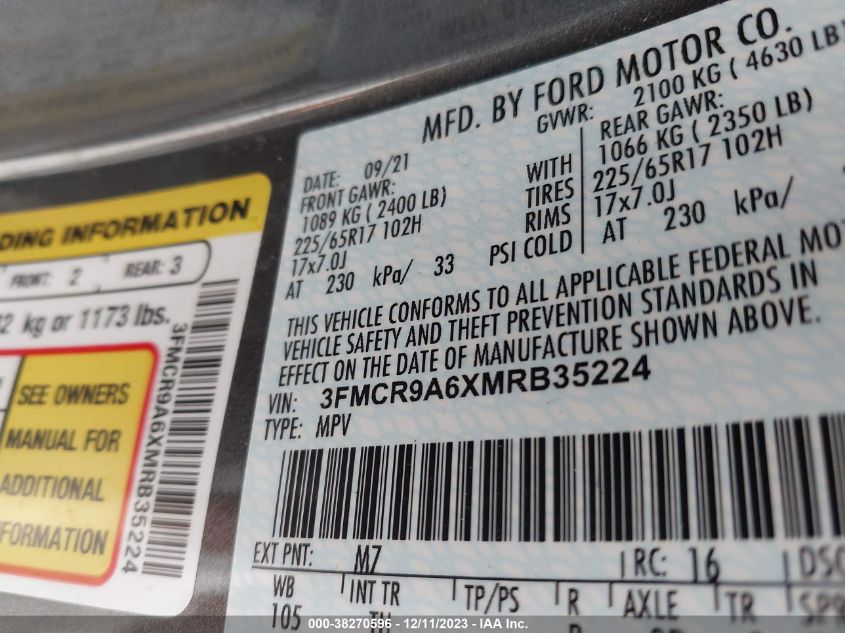 MFD. BY FORD MOTOR CO.
DATE: 09/21
GVWR: 2100 KG ( 4630 LB)
FRONT GAWR:
1089 KG ( 2400 LB)
225/65R17 102H
17x7.0J
AT 230 kPa/ 33 PSI COLD
WITH
TIRES
RIMS
REAR GAWR:
1066 KG ( 2350 LB)
225/65R17 102H
17x7.0J
AT 230 kPa/
THIS VEHICLE CONFORMS TO ALL APPLICABLE FEDERAL MO
VEHICLE SAFETY AND THEFT PREVENTION STANDARDS IN
EFFECT ON THE DATE OF MANUFACTURE SHOWN ABOVE.
VIN: 3FMCR9A6XMRB35224
TYPE: MPV
EXT PNT: M7 RC: 16 DSO
WB INT TR TP/PS R AXLE TR SPR
105
DING INFORMATION
FRONT: 2 REAR: 3
2 kg or 1173 lbs.
SEE OWNERS
MANUAL FOR
ADDITIONAL
NFORMATION
3FMCR9A6XMRB35224
000-38270596 - 12/11/2023 - IAA Inc.